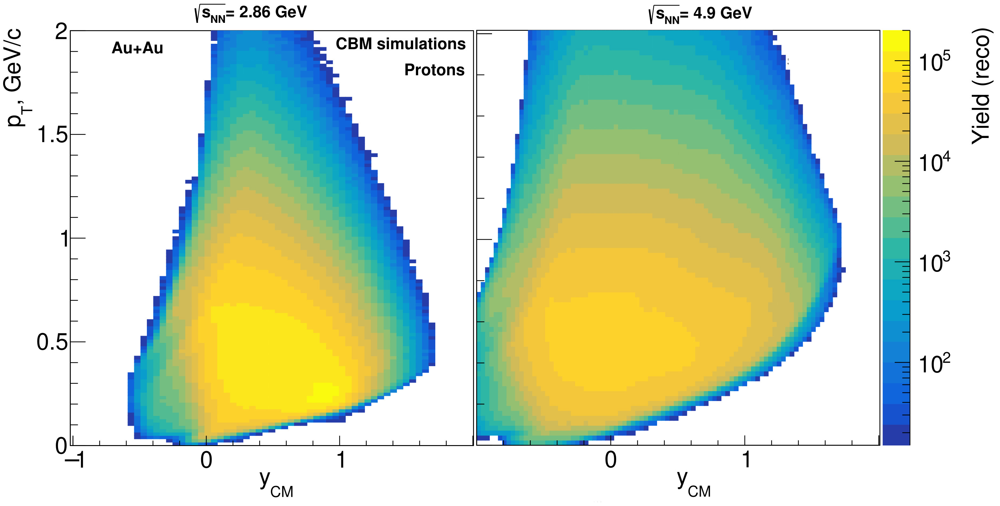 √sNN= 2.86 GeV
√sNN= 4.9 GeV
pT, GeV/c
2
1.5
1
0.5
0
Au+Au
CBM simulations
Protons
−1
0
1
yCM
0
1
yCM
10^5
10^4
10^3
10^2
Yield (reco)